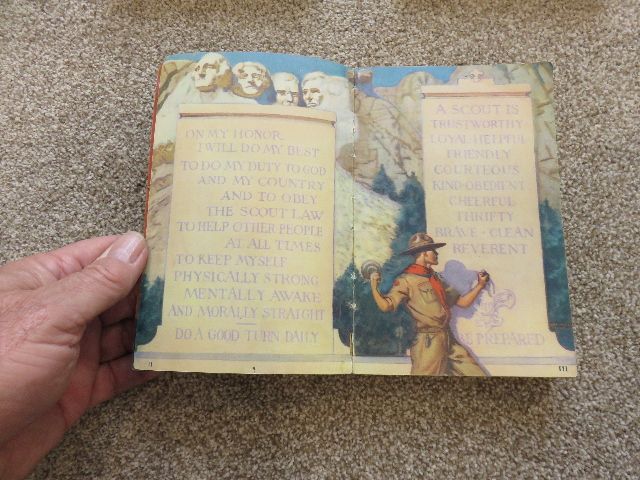 ON MY HONOR
I WILL DO MY BEST
TO DO MY DUTY TO GOD
AND MY COUNTRY
AND TO OBEY
THE SCOUT LAW
TO HELP OTHER PEOPLE
AT ALL TIMES
TO KEEP MYSELF
PHYSICALLY STRONG
MENTALLY AWAKE
AND MORALLY STRAIGHT
DO A GOOD TURN DAILY
A SCOUT IS
TRUSTWORTHY
LOYAL HELPFUL
FRIENDLY
COURTEOUS
KIND·OBEDIENT
CHEERFUL
THRIFTY
BRAVE · CLEAN
REVERENT
BE PREPARED